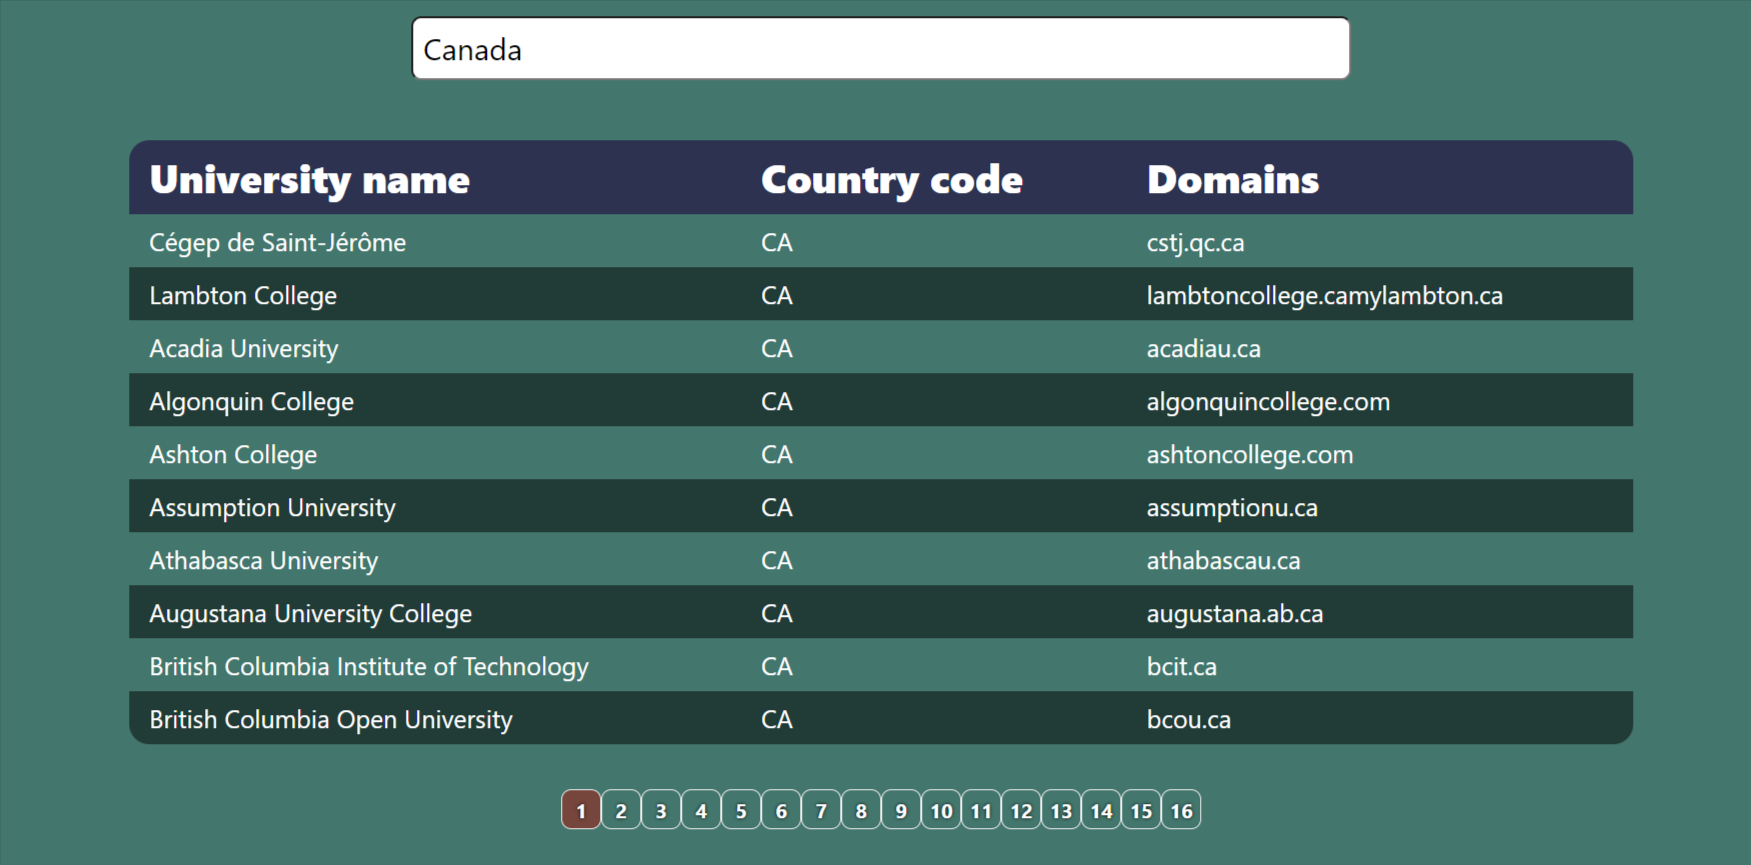 Canada
University name Country code Domains
Cégep de Saint-Jérôme CA cstj.qc.ca
Lambton College CA lambtoncollege.camylambton.ca
Acadia University CA acadiau.ca
Algonquin College CA algonquincollege.com
Ashton College CA ashtoncollege.com
Assumption University CA assumptionu.ca
Athabasca University CA athabascau.ca
Augustana University College CA augustana.ab.ca
British Columbia Institute of Technology CA bcit.ca
British Columbia Open University CA bcou.ca
1 2 3 4 5 6 7 8 9 10 11 12 13 14 15 16